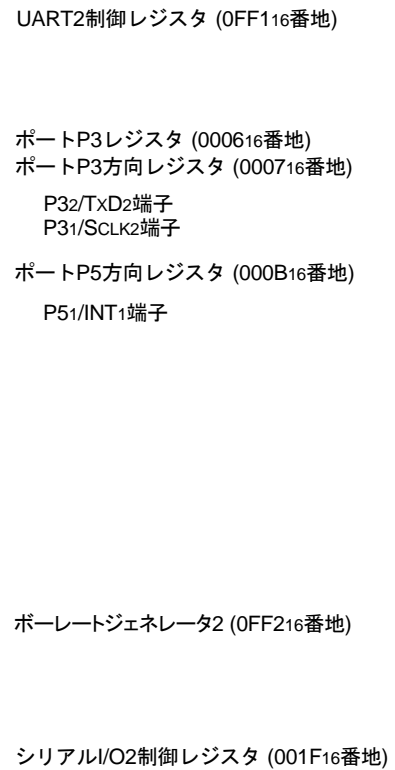 UART2制御レジスタ (0FF116番地)
ポートP3レジスタ (000616番地)
ポートP3方向レジスタ (000716番地)
P32/TxD2端子
P31/SCLK2端子
ポートP5方向レジスタ (000B16番地)
P51/INT1端子
ボーレートジェネレータ2 (0FF216番地)
シリアルI/O2制御レジスタ (001F16番地)